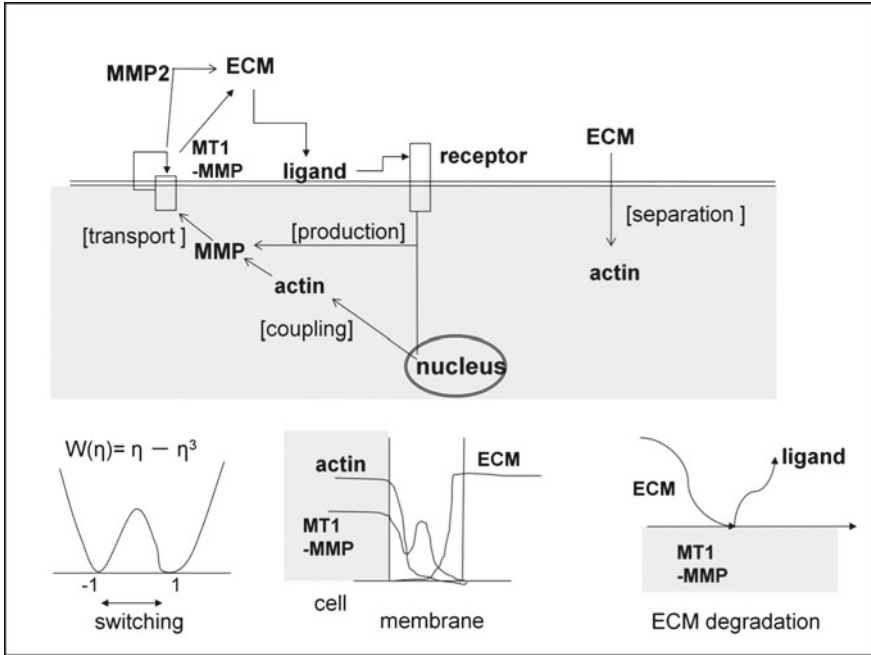 MMP2
ECM
MT1
-MMP
ligand
receptor
ECM
[separation ]
[transport ]
[production]
MMP
actin
actin
[coupling]
nucleus
W(η)= η − η³
-1
1
switching
actin
ECM
MT1
-MMP
cell
membrane
ECM
ligand
MT1
-MMP
ECM degradation